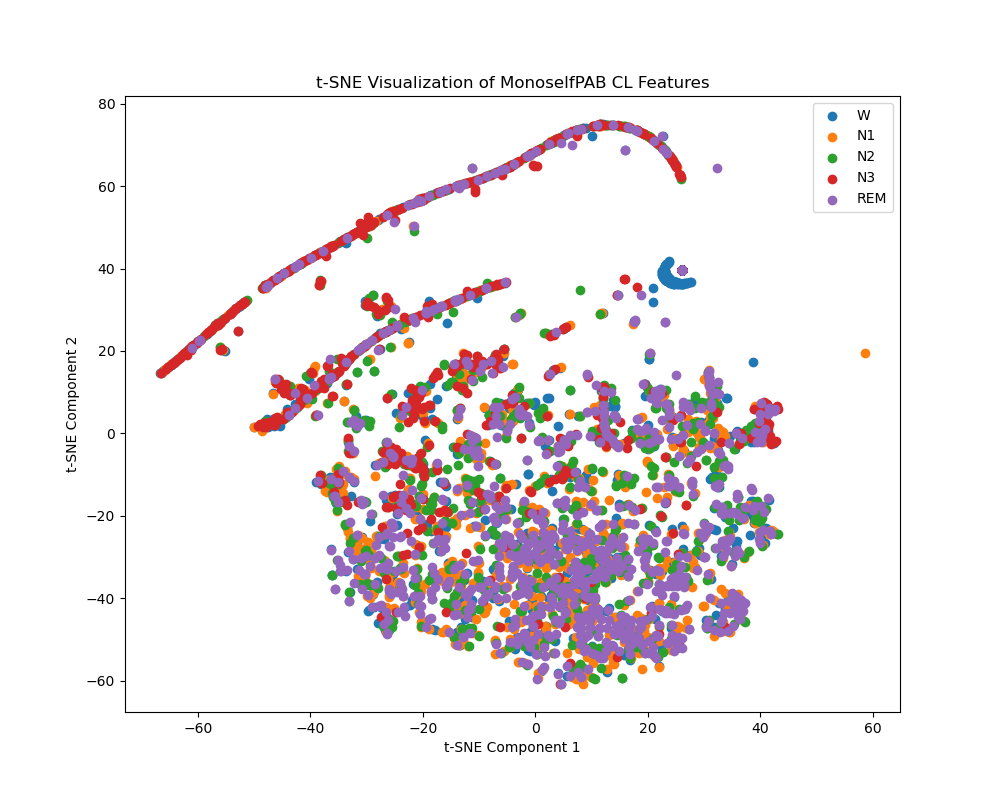 t-SNE Visualization of MonoselfPAB CL Features
W
N1
N2
N3
REM
80
60
40
20
0
−20
−40
−60
t-SNE Component 2
−60
−40
−20
0
20
40
60
t-SNE Component 1